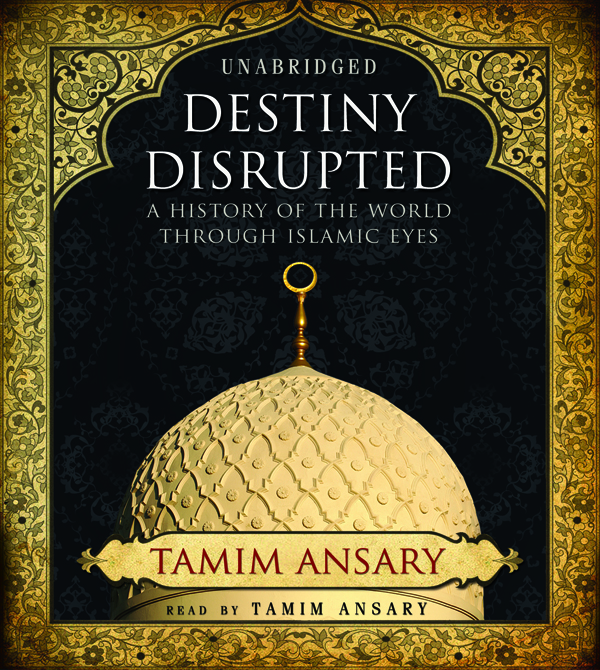 UNABRIDGED
DESTINY
DISRUPTED
A HISTORY OF THE WORLD
THROUGH ISLAMIC EYES
TAMIM ANSARY
READ BY TAMIM ANSARY